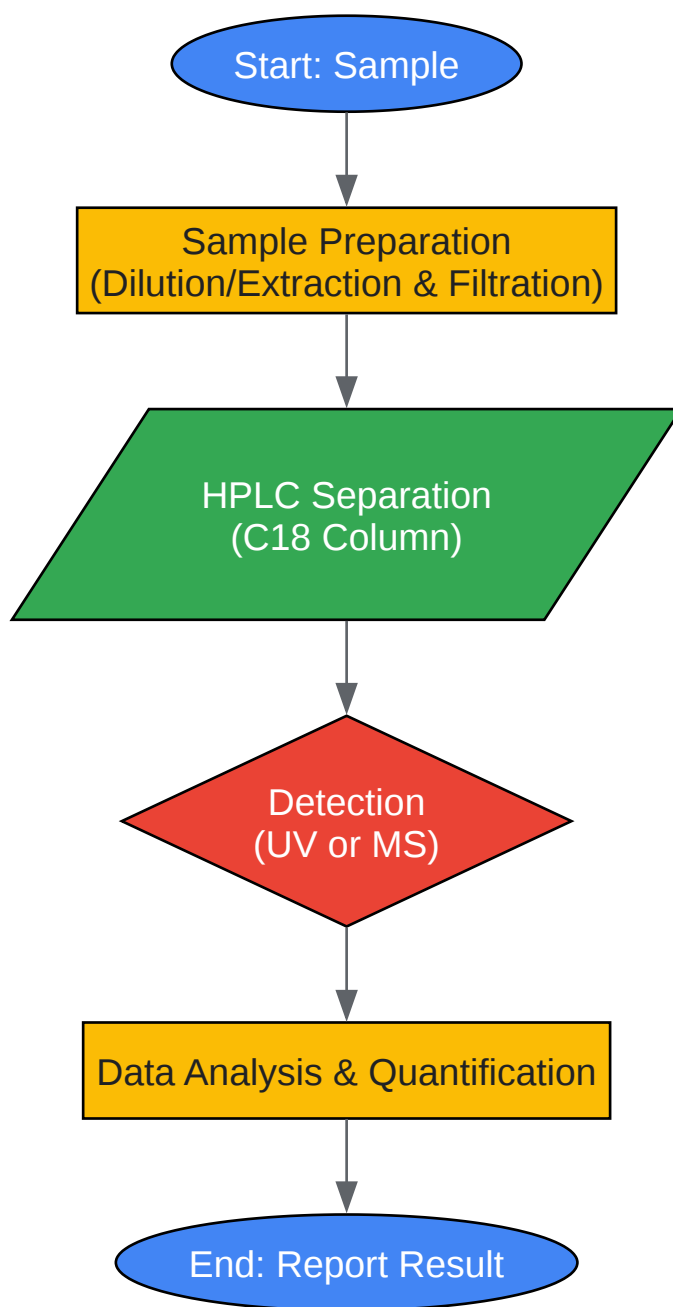 Start: Sample
Sample Preparation
(Dilution/Extraction & Filtration)
HPLC Separation
(C18 Column)
Detection
(UV or MS)
Data Analysis & Quantification
End: Report Result